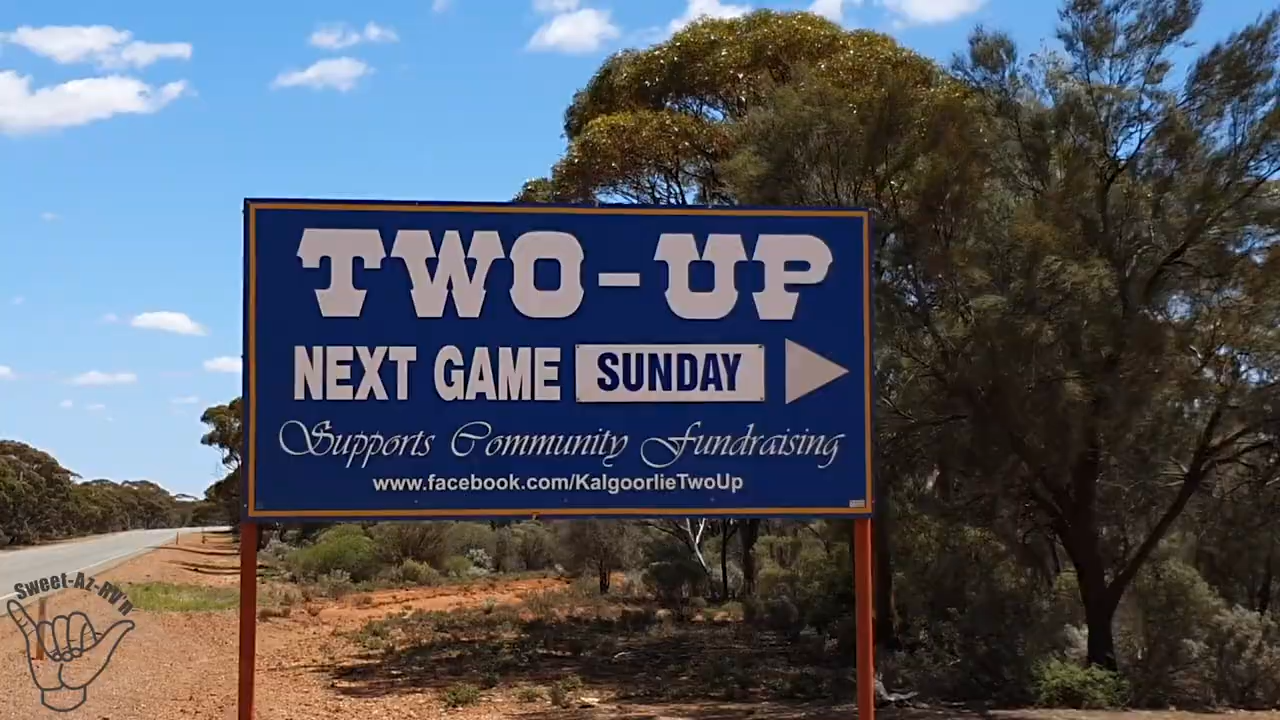 TWO-UP
NEXT GAME SUNDAY
Supports Community Fundraising
www.facebook.com/KalgoorlieTwoUp
Sweet-Az-RV'n